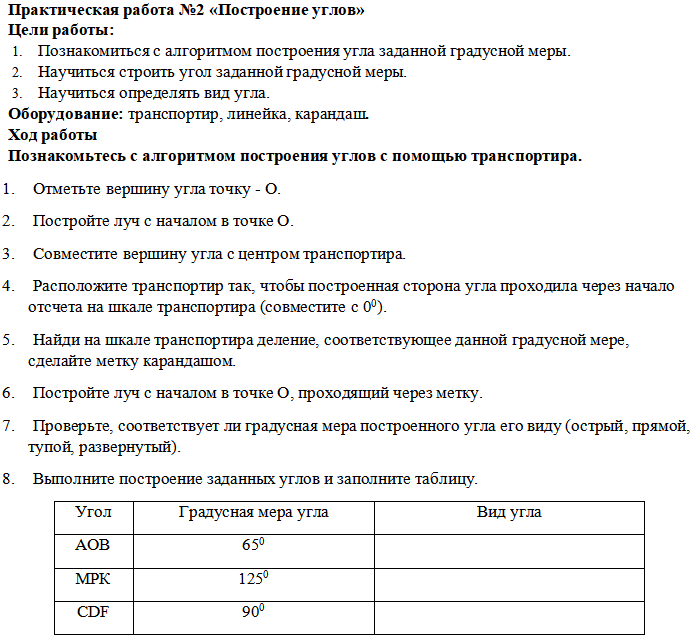 Практическая работа №2 «Построение углов»
Цели работы:
1. Познакомиться с алгоритмом построения угла заданной градусной меры.
2. Научиться строить угол заданной градусной меры.
3. Научиться определять вид угла.
Оборудование: транспортир, линейка, карандаш.
Ход работы
Познакомьтесь с алгоритмом построения углов с помощью транспортира.
1. Отметьте вершину угла точку - О.
2. Постройте луч с началом в точке О.
3. Совместите вершину угла с центром транспортира.
4. Расположите транспортир так, чтобы построенная сторона угла проходила через начало
отсчета на шкале транспортира (совместите с 0⁰).
5. Найди на шкале транспортира деление, соответствующее данной градусной мере,
сделайте метку карандашом.
6. Постройте луч с началом в точке О, проходящий через метку.
7. Проверьте, соответствует ли градусная мера построенного угла его виду (острый, прямой,
тупой, развернутый).
8. Выполните построение заданных углов и заполните таблицу.
Угол Градусная мера угла Вид угла
АОВ 65⁰
МРК 125⁰
CDF 90⁰